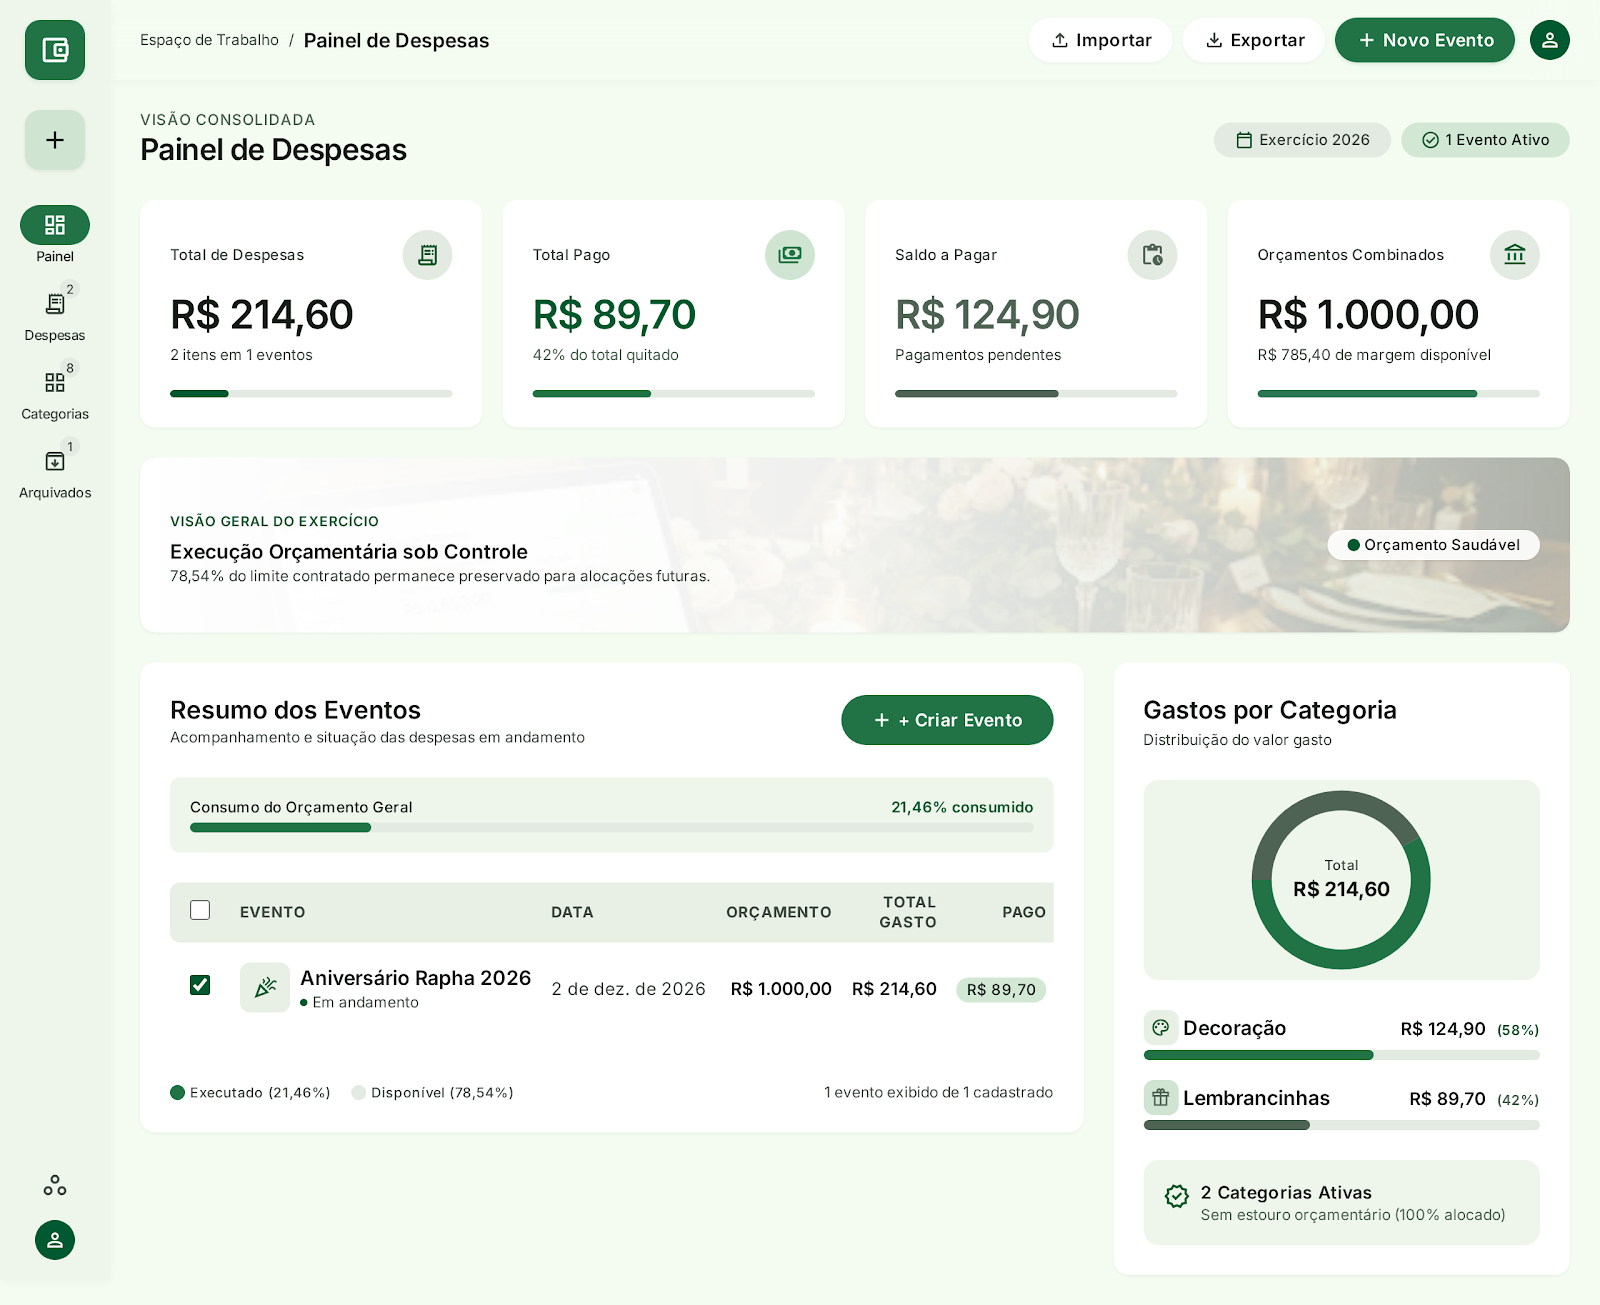 Espaço de Trabalho / Painel de Despesas
Importar
Exportar
Novo Evento
Painel
2
Despesas
8
Categorias
1
Arquivados
VISÃO CONSOLIDADA
Painel de Despesas
Exercício 2026
1 Evento Ativo
Total de Despesas
R$ 214,60
2 itens em 1 eventos
Total Pago
R$ 89,70
42% do total quitado
Saldo a Pagar
R$ 124,90
Pagamentos pendentes
Orçamentos Combinados
R$ 1.000,00
R$ 785,40 de margem disponível
VISÃO GERAL DO EXERCÍCIO
Execução Orçamentária sob Controle
78,54% do limite contratado permanece preservado para alocações futuras.
Orçamento Saudável
Resumo dos Eventos
Acompanhamento e situação das despesas em andamento
+ Criar Evento
Consumo do Orçamento Geral
21,46% consumido
EVENTO
DATA
ORÇAMENTO
TOTAL
GASTO
PAGO
Aniversário Rapha 2026
Em andamento
2 de dez. de 2026
R$ 1.000,00
R$ 214,60
R$ 89,70
Executado (21,46%)
Disponível (78,54%)
1 evento exibido de 1 cadastrado
Gastos por Categoria
Distribuição do valor gasto
Total
R$ 214,60
Decoração
R$ 124,90 (58%)
Lembrancinhas
R$ 89,70 (42%)
2 Categorias Ativas
Sem estouro orçamentário (100% alocado)